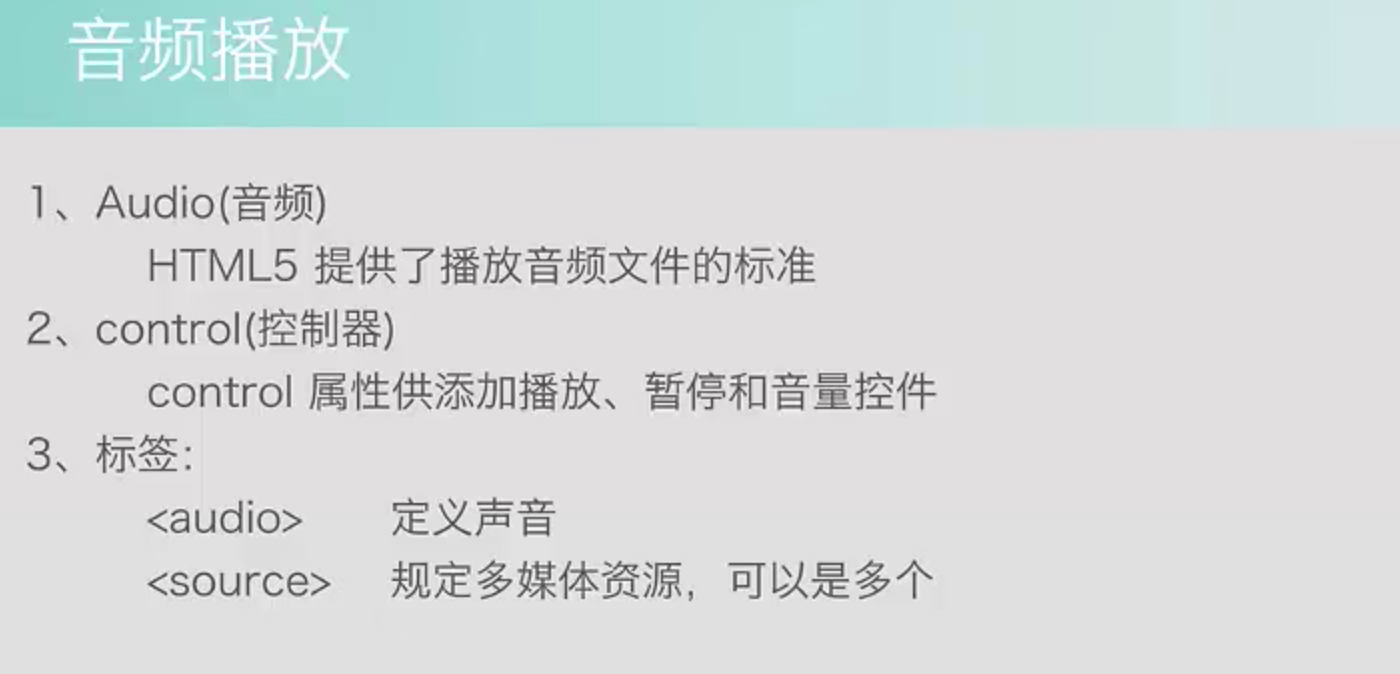 音频播放
1、Audio(音频)
HTML5 提供了播放音频文件的标准
2、control(控制器)
control 属性供添加播放、暂停和音量控件
3、标签:
<audio> 定义声音
<source> 规定多媒体资源，可以是多个